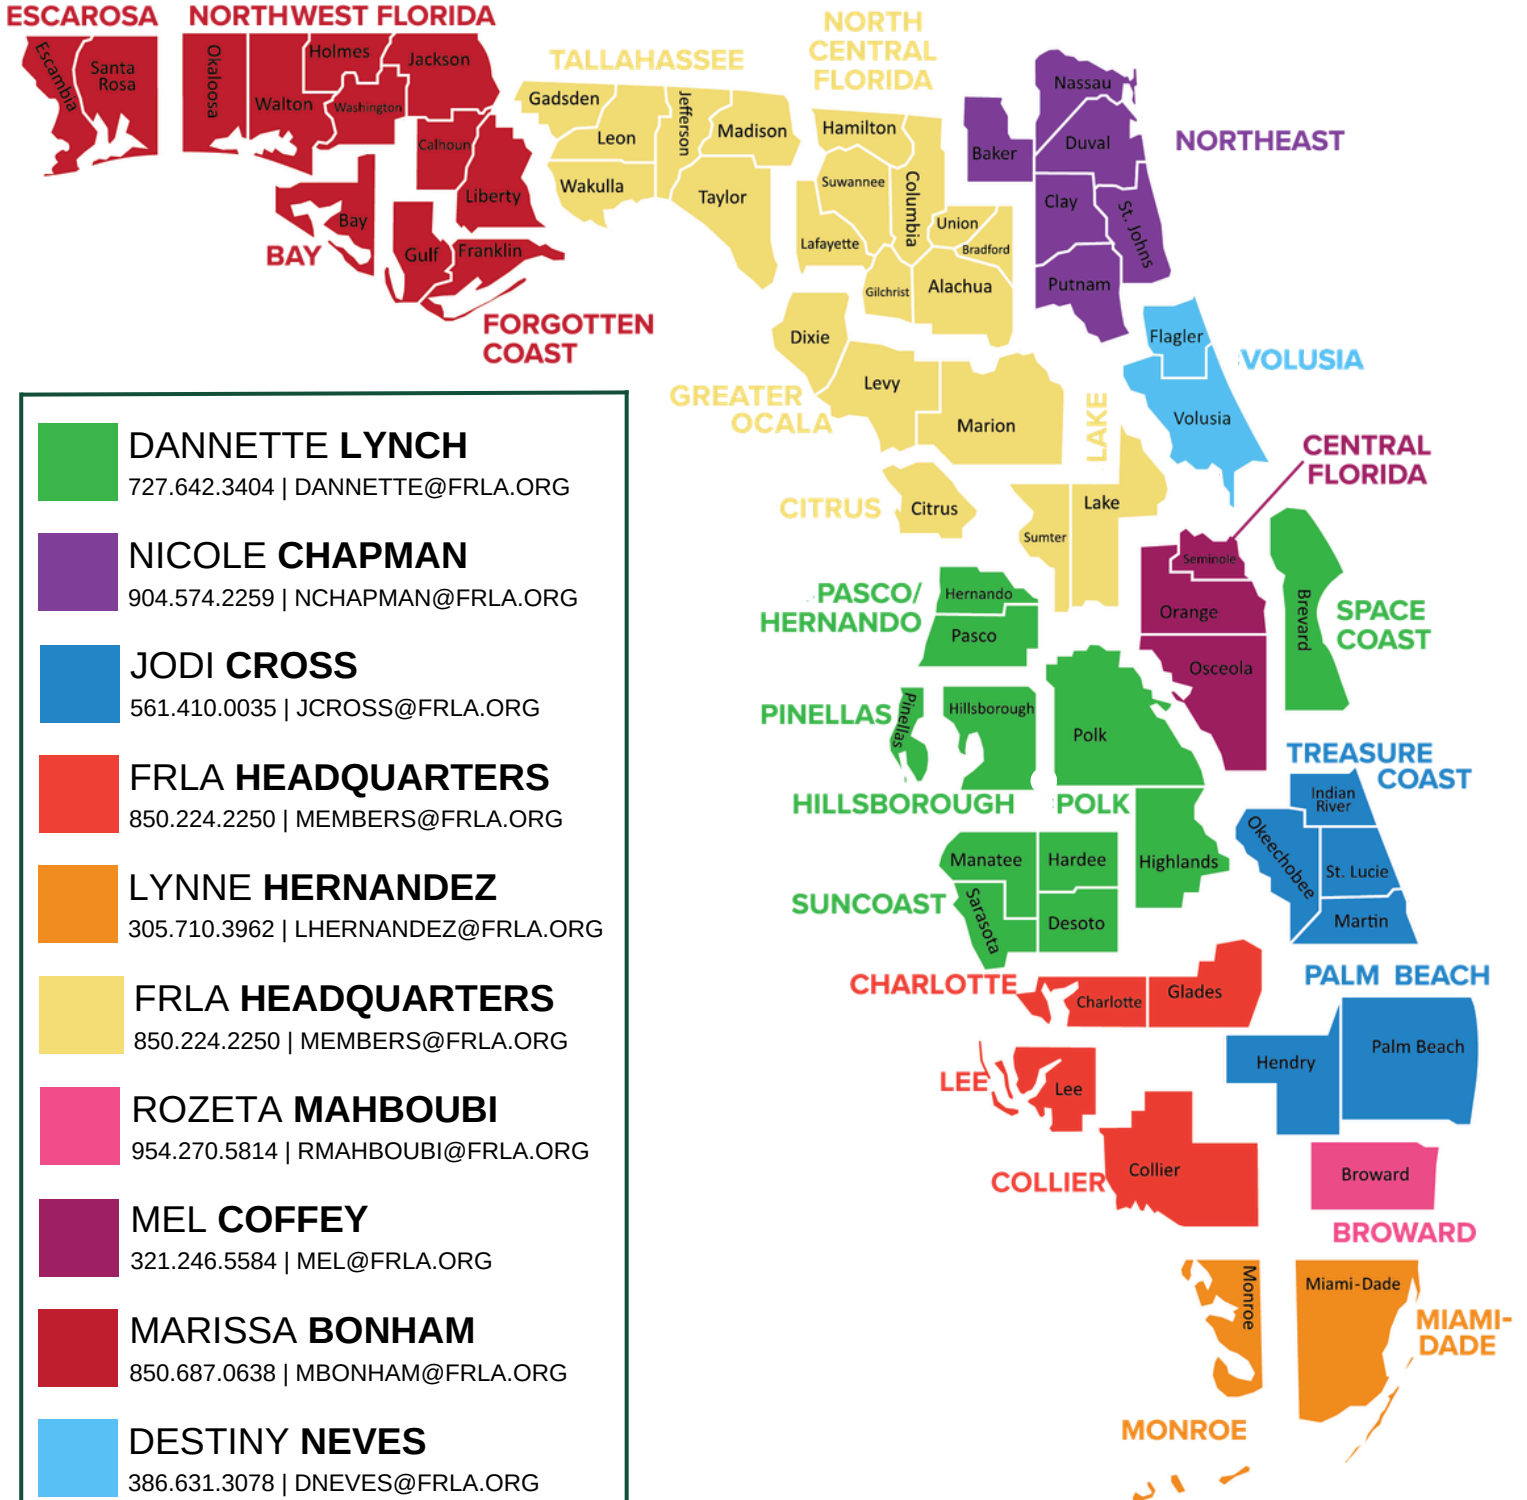 ESCAROSA
Escambia
Santa
Rosa
NORTHWEST FLORIDA
Okaloosa
Walton
Holmes
Washington
Jackson
Calhoun
Liberty
BAY
Bay
Gulf
Franklin
FORGOTTEN
COAST
TALLAHASSEE
Gadsden
Leon
Jefferson
Madison
Wakulla
Taylor
NORTH
CENTRAL
FLORIDA
Hamilton
Suwannee
Columbia
Lafayette
Union
Bradford
Gilchrist
Alachua
NORTHEAST
Nassau
Baker
Duval
Clay
St. Johns
Putnam
Flagler
VOLUSIA
Volusia
GREATER
OCALA
Dixie
Levy
Marion
LAKE
Lake
Sumter
CITRUS
Citrus
CENTRAL
FLORIDA
Seminole
Orange
Osceola
SPACE
COAST
Brevard
PASCO/
HERNANDO
Hernando
Pasco
PINELLAS
Pinellas
Hillsborough
HILLSBOROUGH
Polk
POLK
Highlands
SUNCOAST
Manatee
Hardee
Sarasota
Desoto
TREASURE
COAST
Indian
River
Okeechobee
St. Lucie
Martin
CHARLOTTE
Charlotte
Glades
PALM BEACH
Hendry
Palm Beach
LEE
Lee
COLLIER
Collier
Broward
BROWARD
Monroe
MONROE
Miami-Dade
MIAMI-
DADE
DANNETTE LYNCH
727.642.3404 | DANNETTE@FRLA.ORG
NICOLE CHAPMAN
904.574.2259 | NCHAPMAN@FRLA.ORG
JODI CROSS
561.410.0035 | JCROSS@FRLA.ORG
FRLA HEADQUARTERS
850.224.2250 | MEMBERS@FRLA.ORG
LYNNE HERNANDEZ
305.710.3962 | LHERNANDEZ@FRLA.ORG
FRLA HEADQUARTERS
850.224.2250 | MEMBERS@FRLA.ORG
ROZETA MAHBOUBI
954.270.5814 | RMAHBOUBI@FRLA.ORG
MEL COFFEY
321.246.5584 | MEL@FRLA.ORG
MARISSA BONHAM
850.687.0638 | MBONHAM@FRLA.ORG
DESTINY NEVES
386.631.3078 | DNEVES@FRLA.ORG